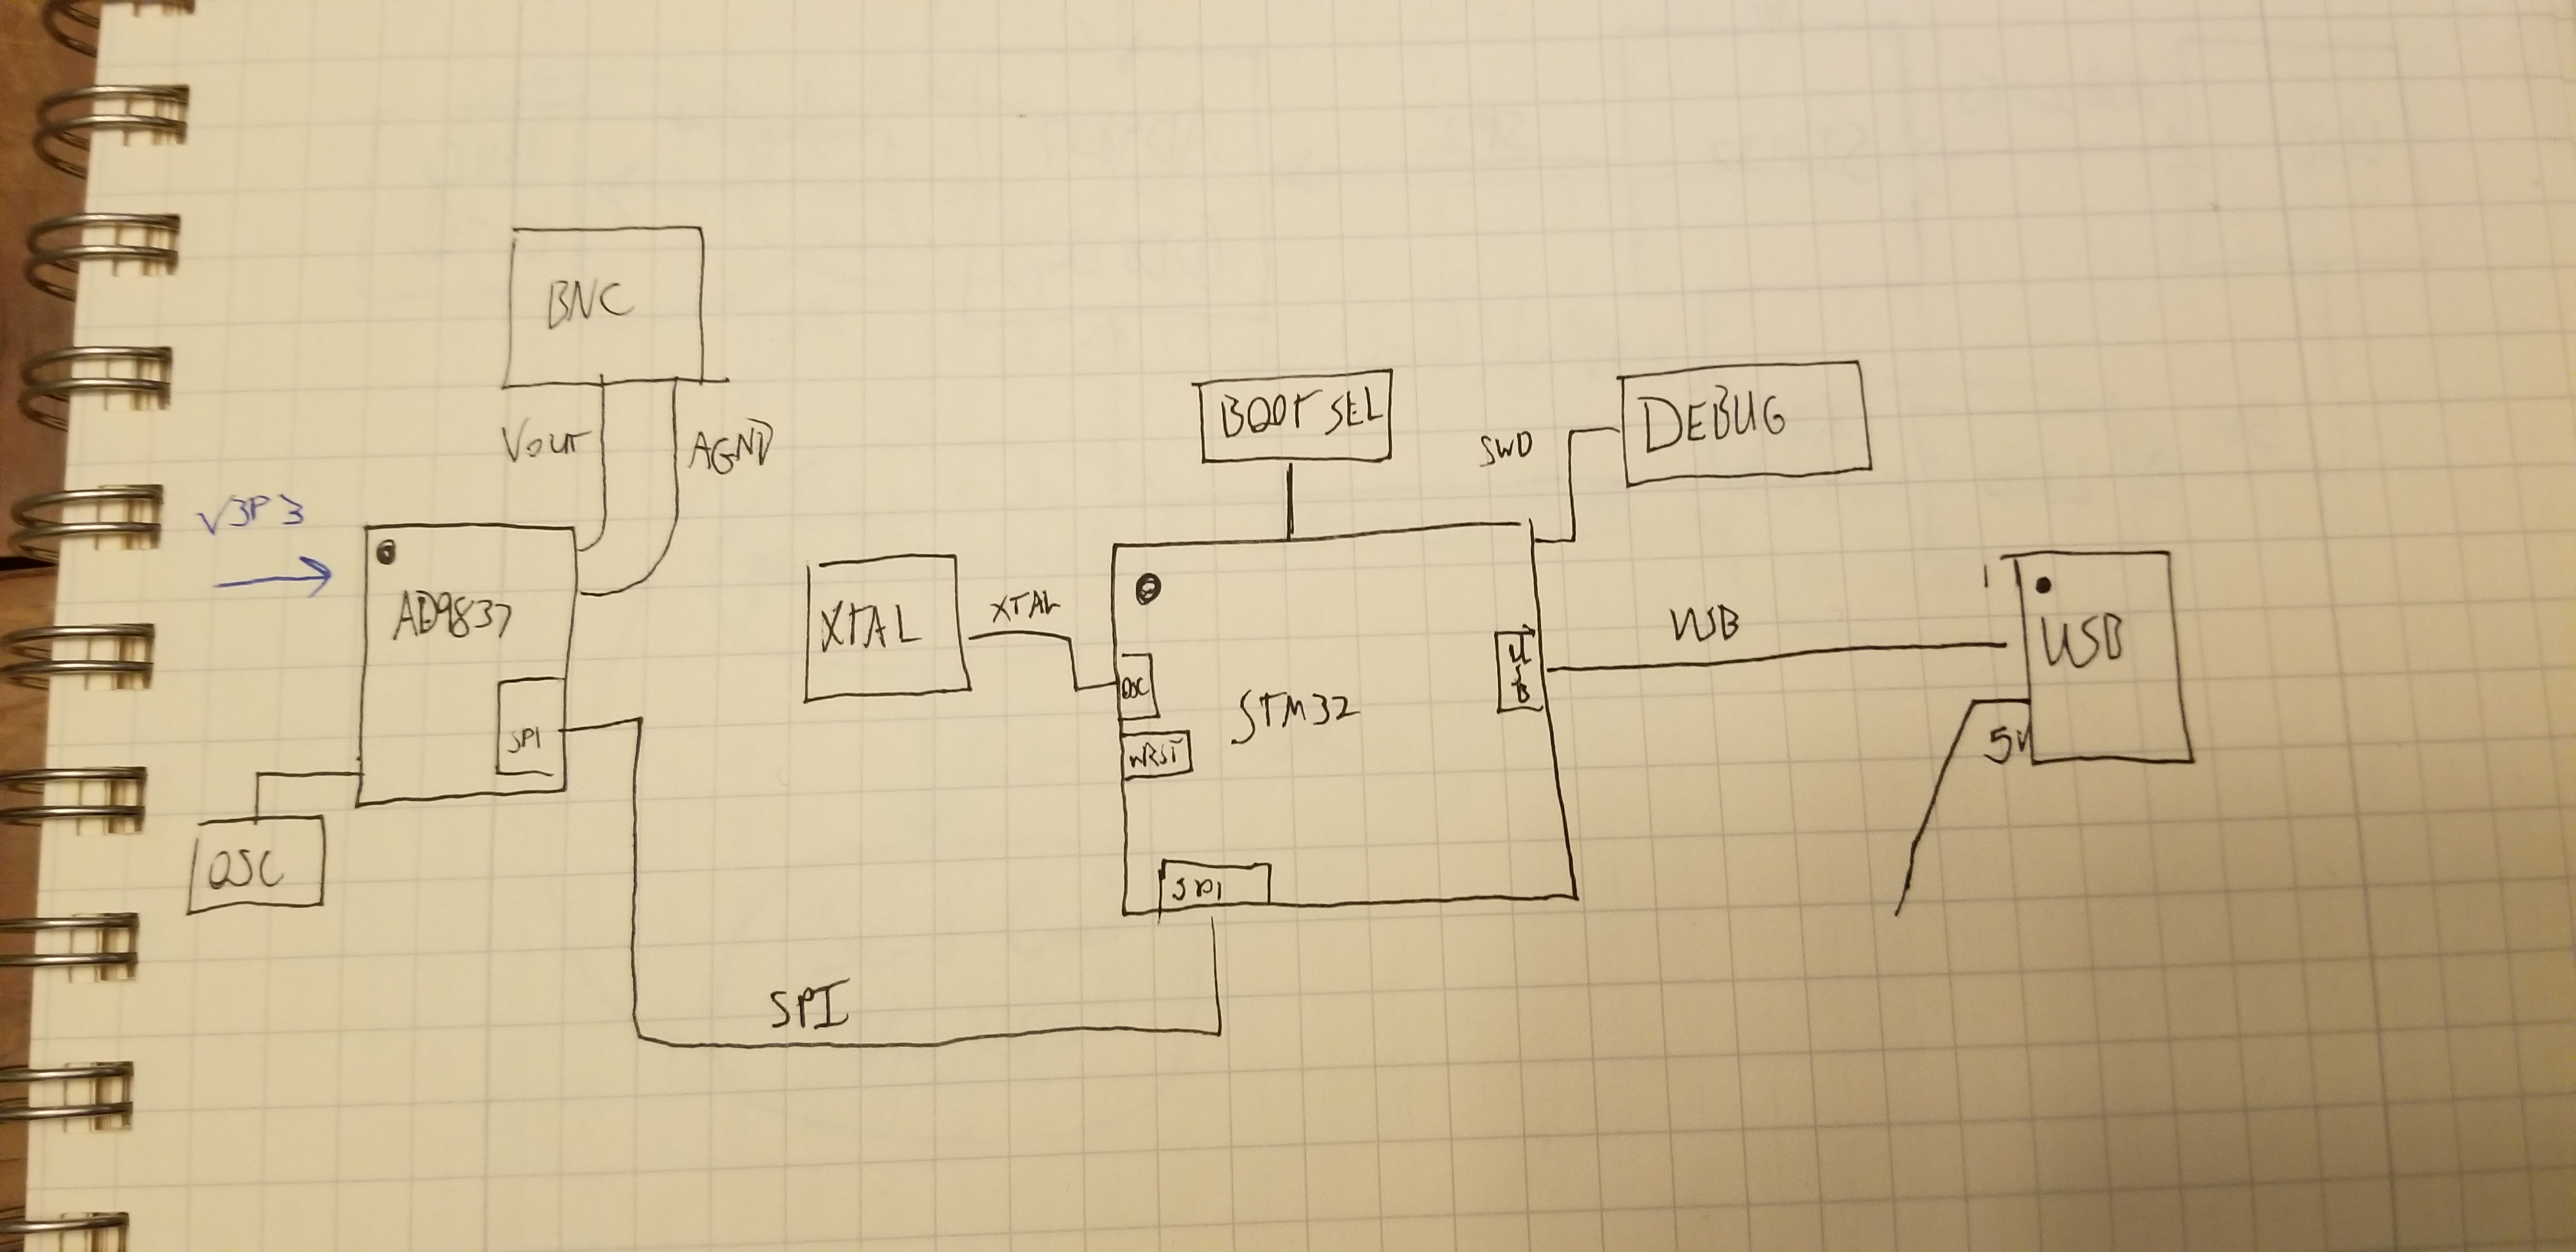 BNC
VOUT
AGND
V3P3
AD9837
SPI
OSC
XTAL
XTAL
BOOT SEL
SWD
DEBUG
OSC
NRST
STM32
USB
SPI
USB
USB
5V
SPI